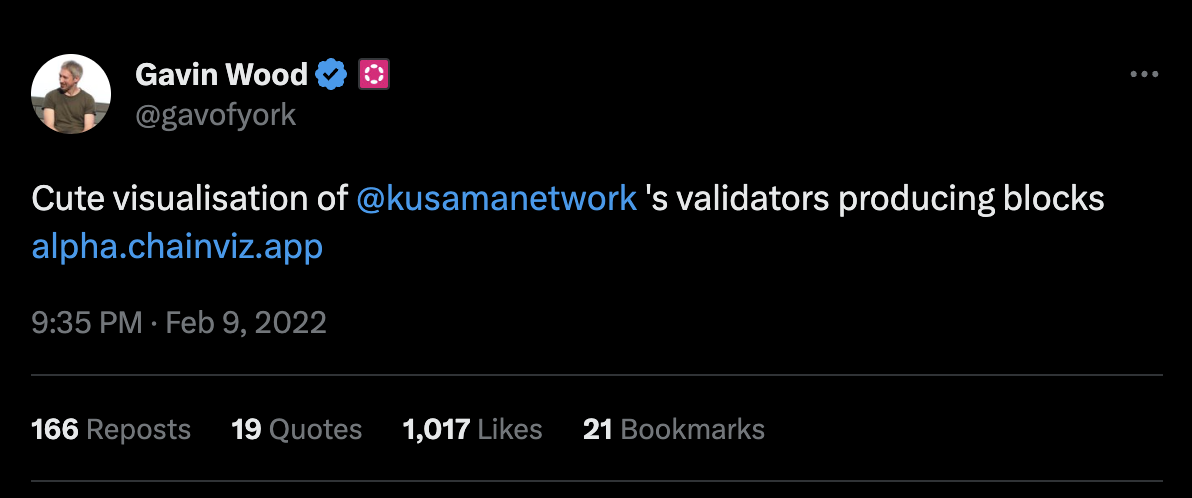 Gavin Wood
@gavofyork
Cute visualisation of @kusamanetwork 's validators producing blocks
alpha.chainviz.app
9:35 PM · Feb 9, 2022
166 Reposts 19 Quotes 1,017 Likes 21 Bookmarks